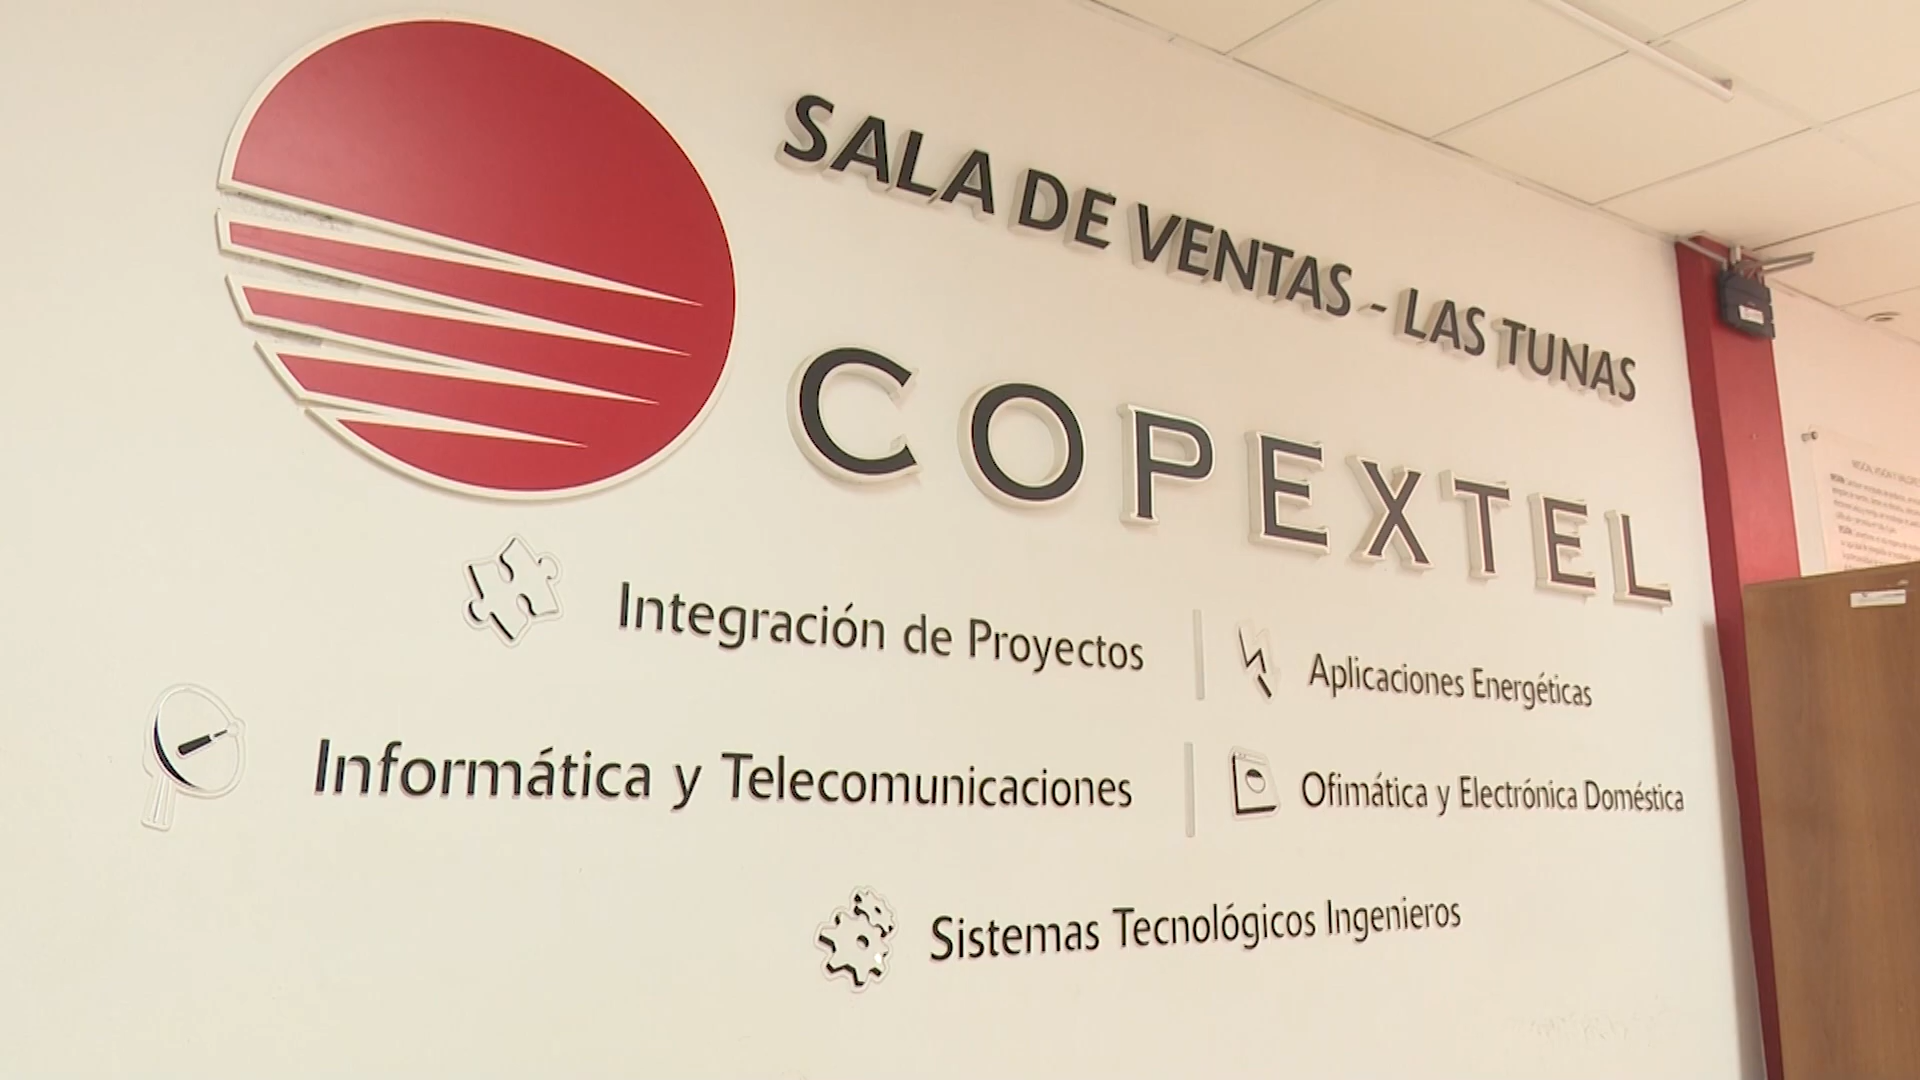 SALA DE VENTAS - LAS TUNAS
COPEXTEL
Integración de Proyectos
Aplicaciones Energéticas
Informática y Telecomunicaciones
Ofimática y Electrónica Doméstica
Sistemas Tecnológicos Ingenieros